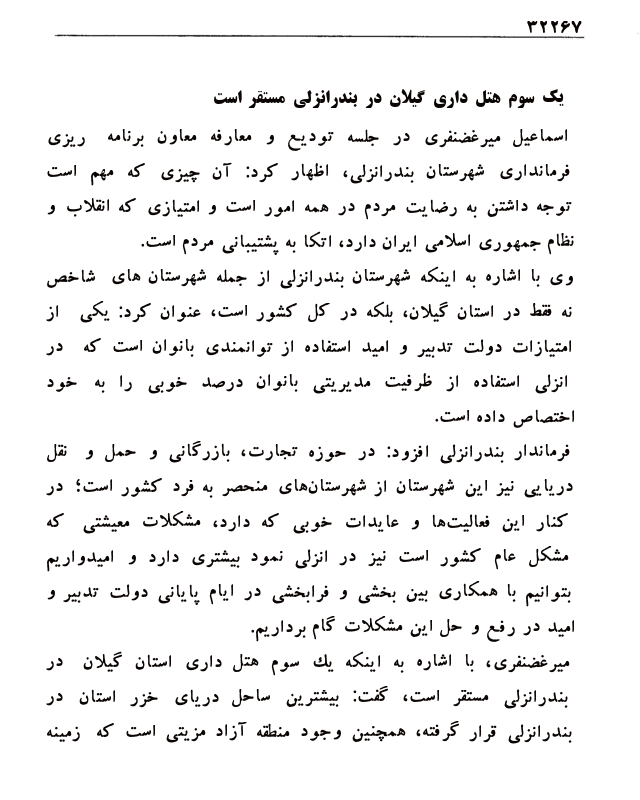 ۳۲۲۶۷
یک سوم هتل داری گیلان در بندرانزلی مستقر است
اسماعیل میرغضنفری در جلسه تودیع و معارفه معاون برنامه ریزی
فرمانداری شهرستان بندرانزلی، اظهار کرد: آن چیزی که مهم است
توجه داشتن به رضایت مردم در همه امور است و امتیازی که انقلاب و
نظام جمهوری اسلامی ایران دارد، اتکا به پشتیبانی مردم است.
وی با اشاره به اینکه شهرستان بندرانزلی از جمله شهرستان های شاخص
نه فقط در استان گیلان، بلکه در کل کشور است، عنوان کرد: یکی از
امتیازات دولت تدبیر و امید استفاده از توانمندی بانوان است که در
انزلی استفاده از ظرفیت مدیریتی بانوان درصد خوبی را به خود
اختصاص داده است.
فرماندار بندرانزلی افزود: در حوزه تجارت، بازرگانی و حمل و نقل
دریایی نیز این شهرستان از شهرستان‌های منحصر به فرد کشور است؛ در
کنار این فعالیت‌ها و عایدات خوبی که دارد، مشکلات معیشتی که
مشکل عام کشور است نیز در انزلی نمود بیشتری دارد و امیدواریم
بتوانیم با همکاری بین بخشی و فرابخشی در ایام پایانی دولت تدبیر و
امید در رفع و حل این مشکلات گام برداریم.
میرغضنفری، با اشاره به اینکه یك سوم هتل داری استان گیلان در
بندرانزلی مستقر است، گفت: بیشترین ساحل دریای خزر استان در
بندرانزلی قرار گرفته، همچنین وجود منطقه آزاد مزیتی است که زمینه